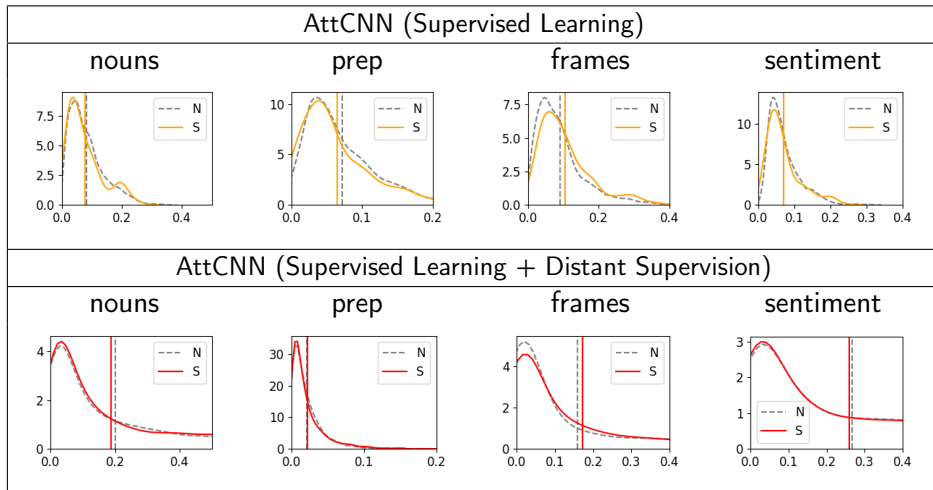 AttCNN (Supervised Learning)
nouns prep frames sentiment
7.5 5.0 2.5 0.0 N S 0.0 0.2 0.4
10 5 0 N S 0.0 0.1 0.2
7.5 5.0 2.5 0.0 N S 0.0 0.1 0.2 0.3 0.4
10 5 0 N S 0.0 0.1 0.2 0.3 0.4
AttCNN (Supervised Learning + Distant Supervision)
nouns prep frames sentiment
4 2 0 N S 0.0 0.2 0.4
30 20 10 0 N S 0.0 0.1 0.2
4 2 0 N S 0.0 0.1 0.2 0.3 0.4
3 2 1 0 N S 0.0 0.1 0.2 0.3 0.4